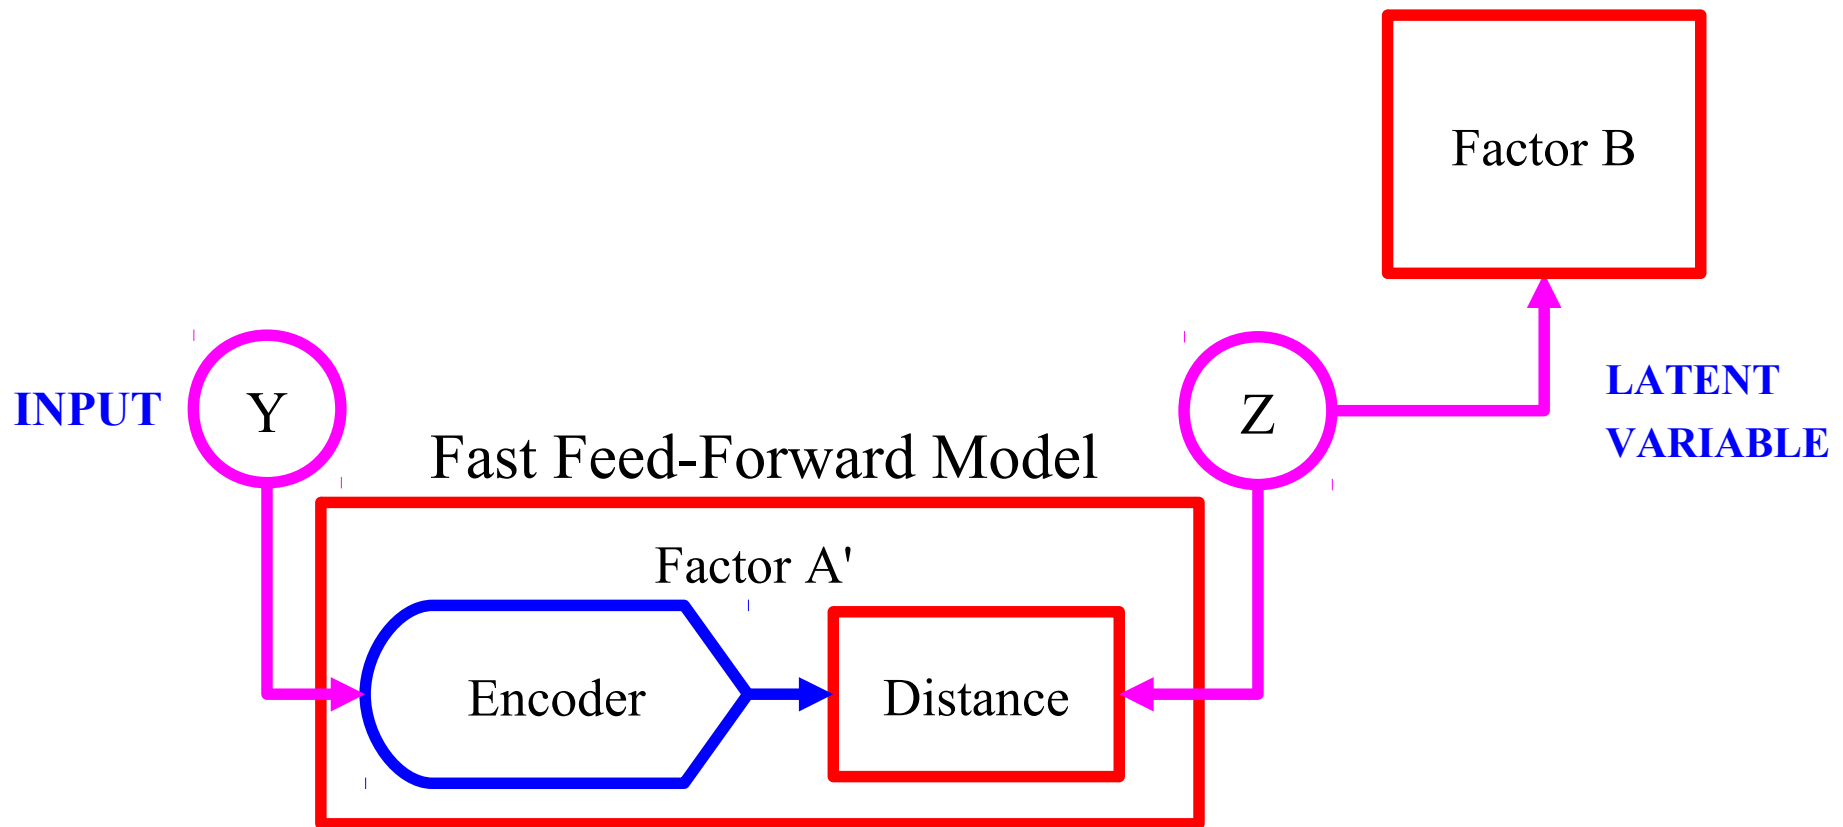 Factor B
INPUT
Y
Z
LATENT
VARIABLE
Fast Feed-Forward Model
Factor A'
Encoder
Distance